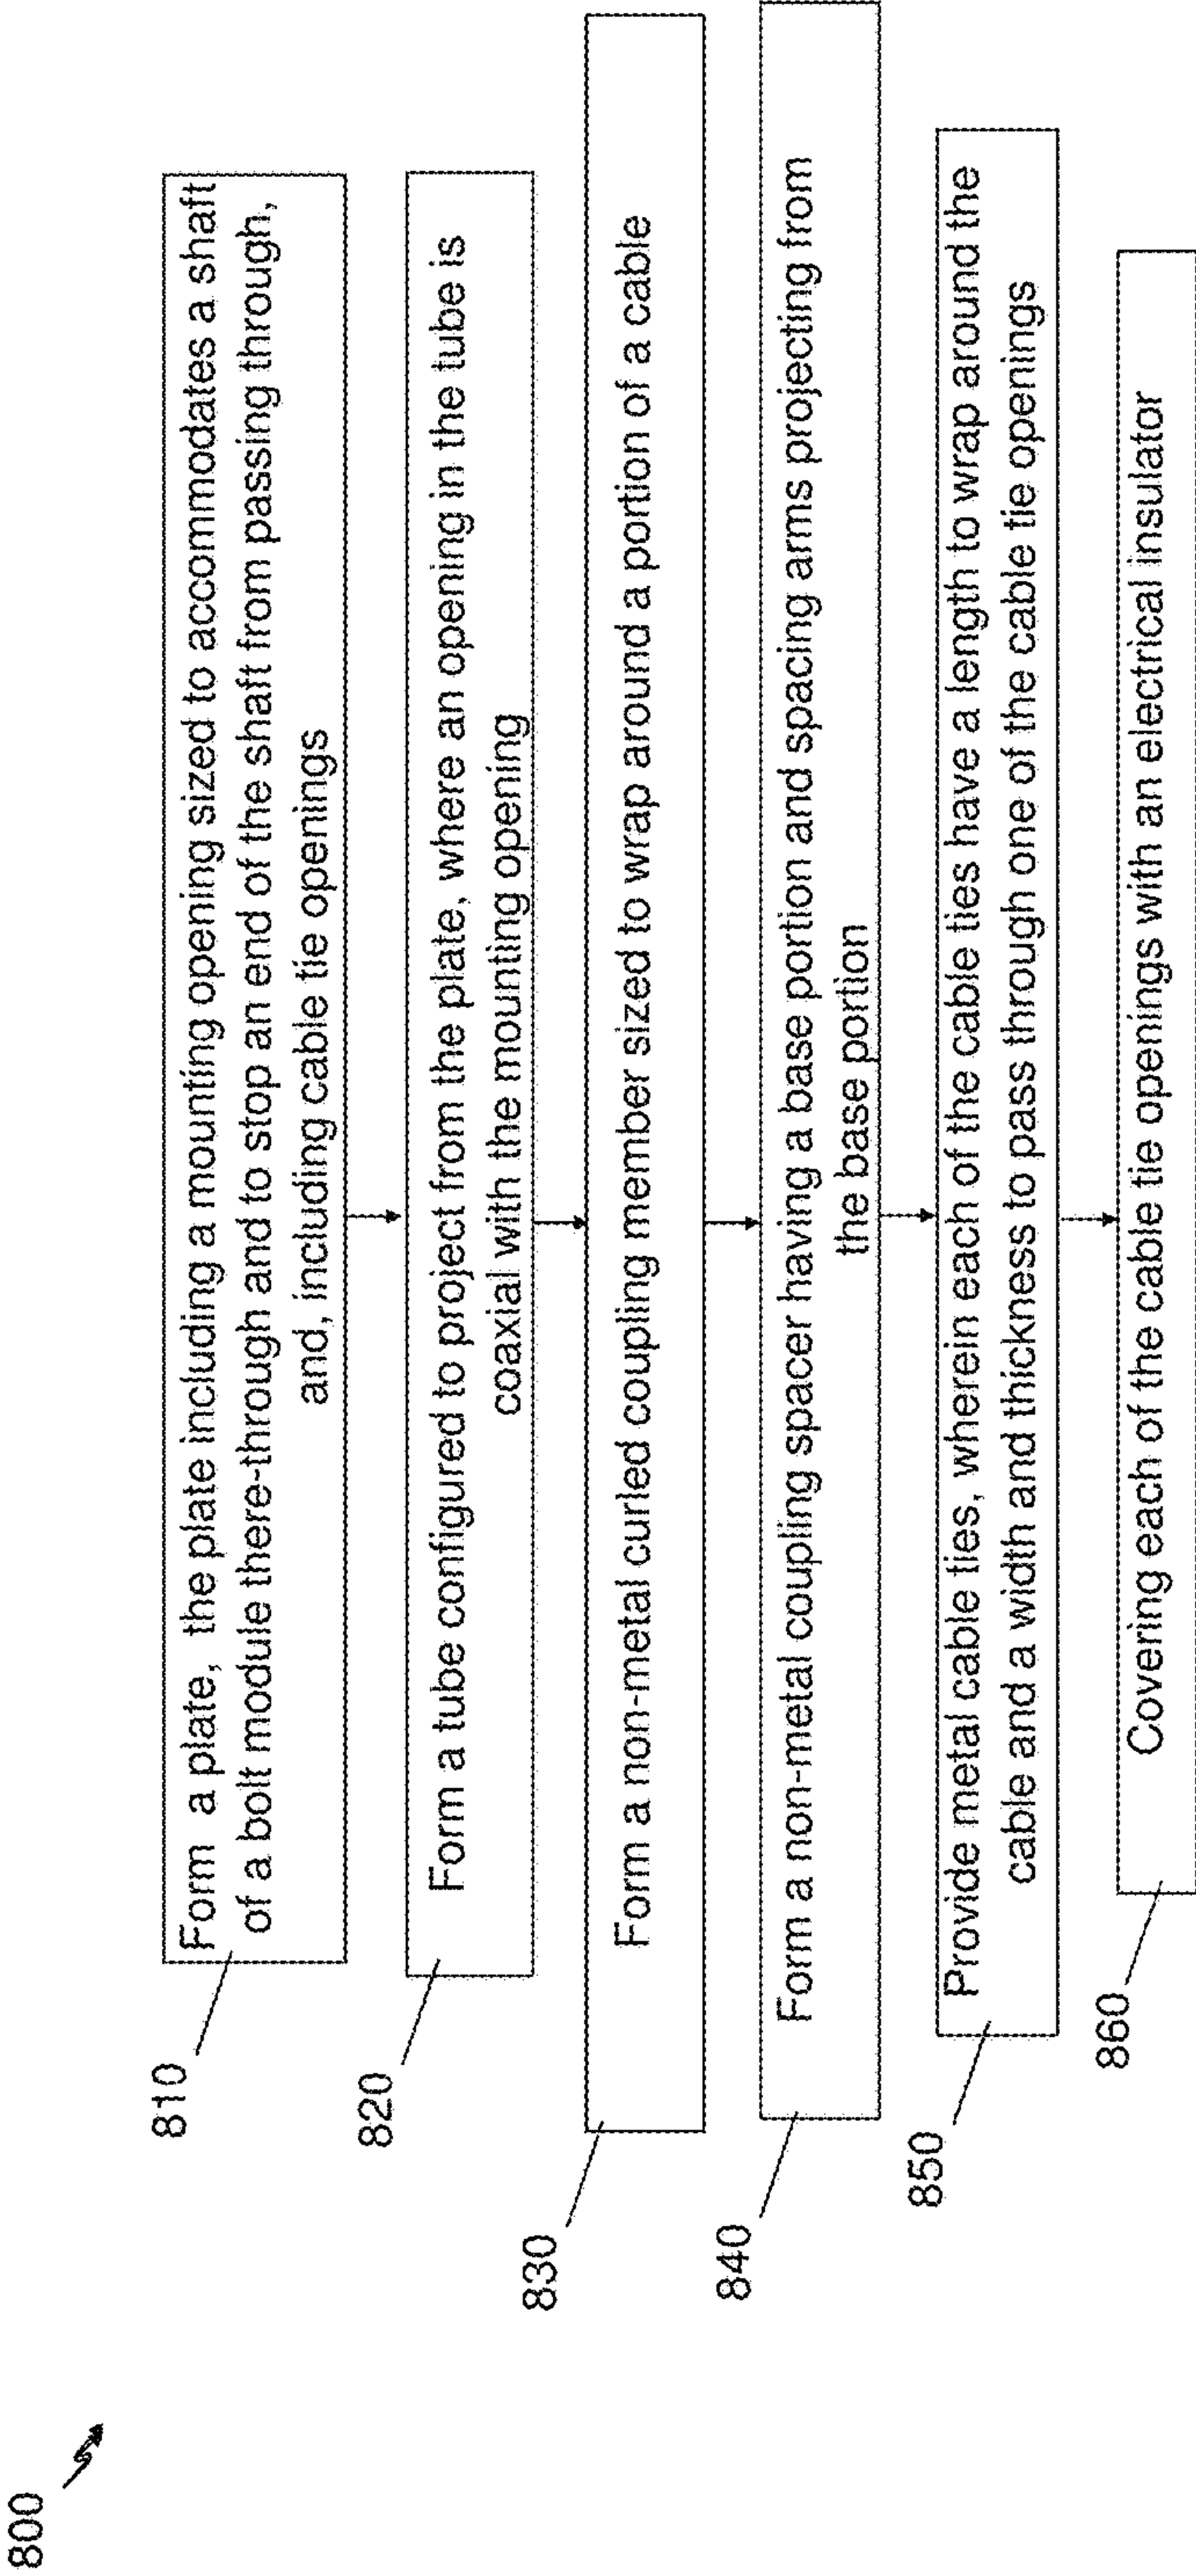 800
810
Form a plate, the plate including a mounting opening sized to accommodates a shaft
of a bolt module there-through and to stop an end of the shaft from passing through,
and, including cable tie openings
820
Form a tube configured to project from the plate, where an opening in the tube is
coaxial with the mounting opening
830
Form a non-metal curled coupling member sized to wrap around a portion of a cable
840
Form a non-metal coupling spacer having a base portion and spacing arms projecting from
the base portion
850
Provide metal cable ties, wherein each of the cable ties have a length to wrap around the
cable and a width and thickness to pass through one of the cable tie openings
860
Covering each of the cable tie openings with an electrical insulator